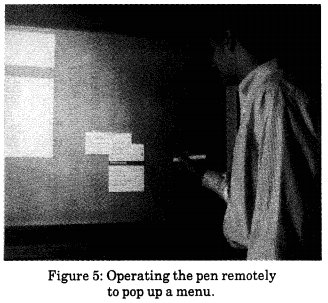 Figure 5: Operating the pen remotely
to pop up a menu.